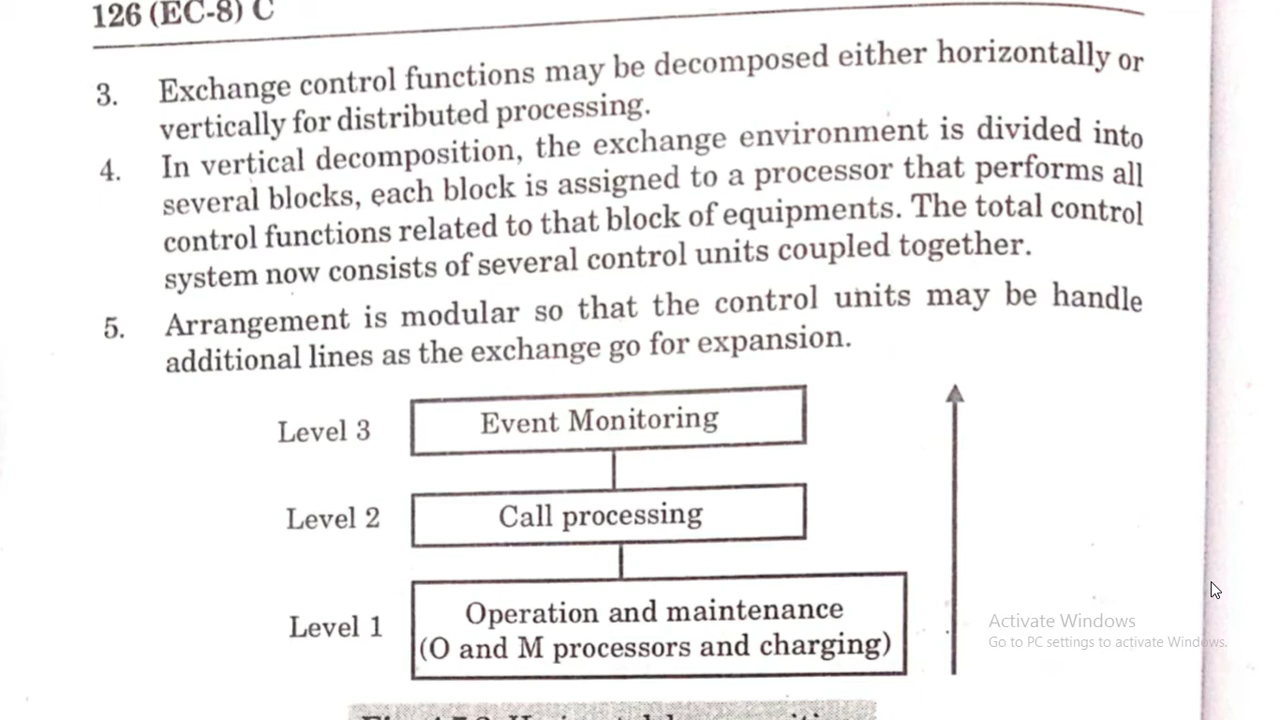 126 (EC-8) C
3. Exchange control functions may be decomposed either horizontally or
vertically for distributed processing.
4. In vertical decomposition, the exchange environment is divided into
several blocks, each block is assigned to a processor that performs all
control functions related to that block of equipments. The total control
system now consists of several control units coupled together.
5. Arrangement is modular so that the control units may be handle
additional lines as the exchange go for expansion.
Level 3 Event Monitoring
Level 2 Call processing
Level 1 Operation and maintenance
(O and M processors and charging)
Activate Windows
Go to PC settings to activate Windows.